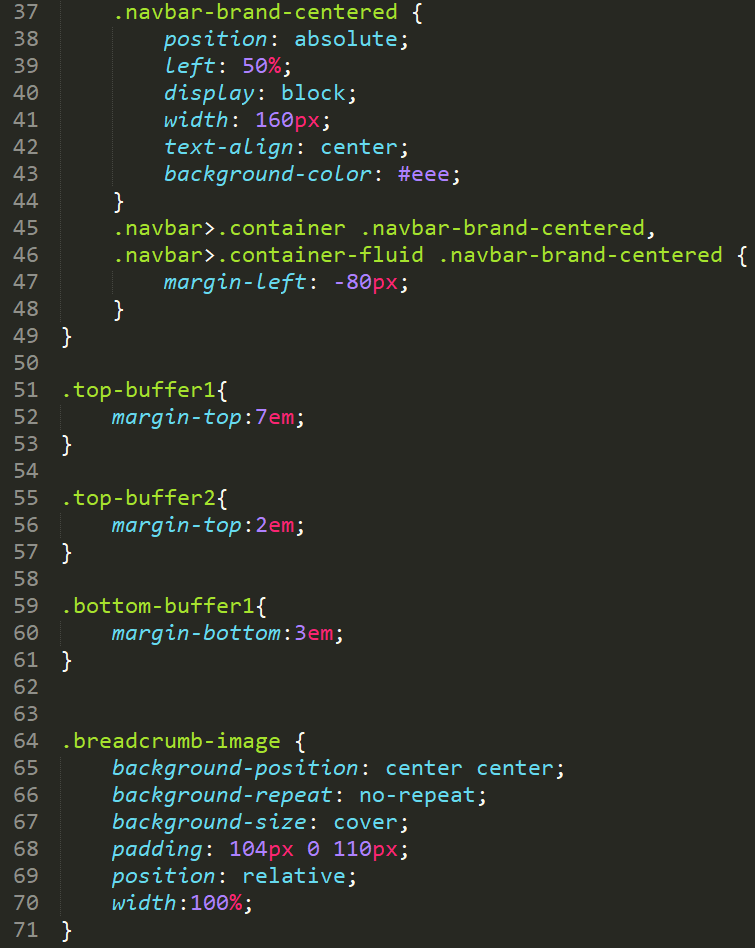 37     .navbar-brand-centered {
38         position: absolute;
39         left: 50%;
40         display: block;
41         width: 160px;
42         text-align: center;
43         background-color: #eee;
44     }
45     .navbar>.container .navbar-brand-centered,
46     .navbar>.container-fluid .navbar-brand-centered {
47         margin-left: -80px;
48     }
49 }
50
51 .top-buffer1{
52     margin-top:7em;
53 }
54
55 .top-buffer2{
56     margin-top:2em;
57 }
58
59 .bottom-buffer1{
60     margin-bottom:3em;
61 }
62
63
64 .breadcrumb-image {
65     background-position: center center;
66     background-repeat: no-repeat;
67     background-size: cover;
68     padding: 104px 0 110px;
69     position: relative;
70     width:100%;
71 }